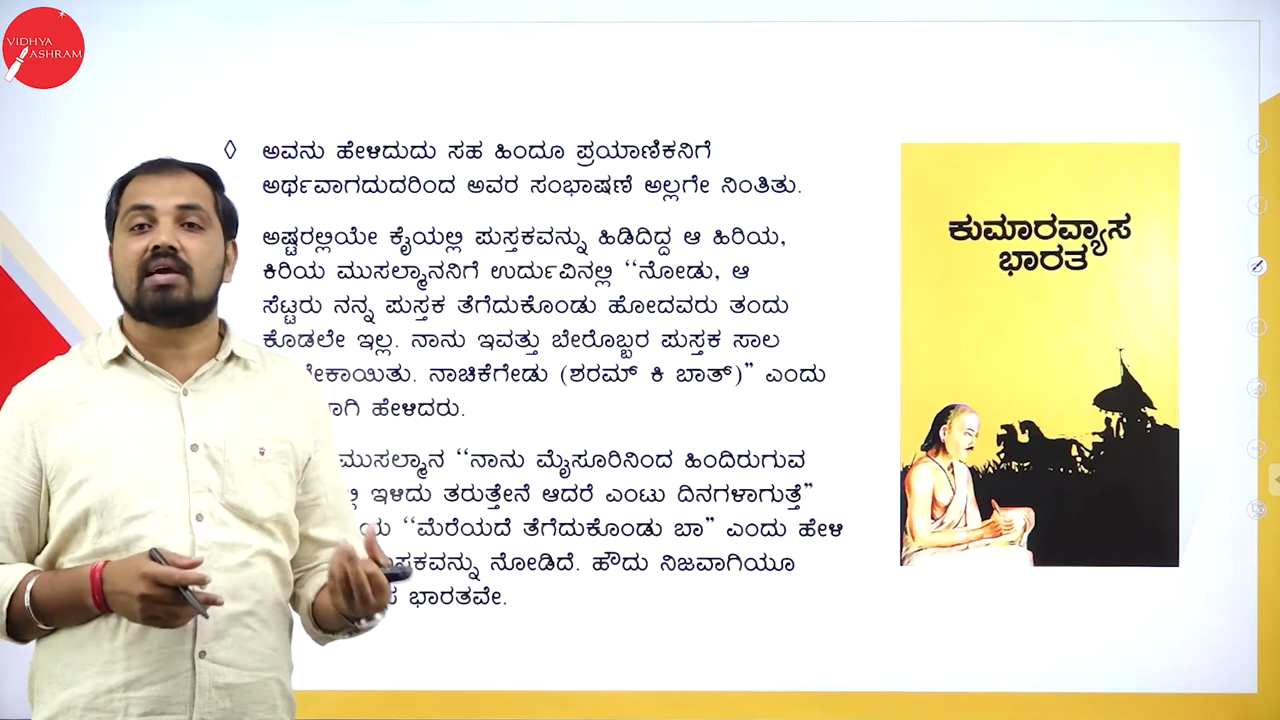 VIDHYA
ASHRAM
ಅವನು ಹೇಳಿದುದು ಸಹ ಹಿಂದೂ ಪ್ರಯಾಣಿಕನಿಗೆ
ಅರ್ಥವಾಗದುದರಿಂದ ಅವರ ಸಂಭಾಷಣೆ ಅಲ್ಲಗೇ ನಿಂತಿತು.
ಅಷ್ಟರಲ್ಲಿಯೇ ಕೈಯಲ್ಲಿ ಪುಸ್ತಕವನ್ನು ಹಿಡಿದಿದ್ದ ಆ ಹಿರಿಯ,
ಕಿರಿಯ ಮುಸಲ್ಮಾನನಿಗೆ ಉರ್ದುವಿನಲ್ಲಿ “ನೋಡು, ಆ
ಸೆಟ್ಟರು ನನ್ನ ಪುಸ್ತಕ ತೆಗೆದುಕೊಂಡು ಹೋದವರು ತಂದು
ಕೊಡಲೇ ಇಲ್ಲ. ನಾನು ಇವತ್ತು ಬೇರೊಬ್ಬರ ಪುಸ್ತಕ ಸಾಲ
ನಾಚಿಕೆಗೇಡು (ಶರಮ್ ಕಿ ಬಾತ್)” ಎಂದು
ಹೇಳಿದರು.
ಮುಸಲ್ಮಾನ “ನಾನು ಮೈಸೂರಿನಿಂದ ಹಿಂದಿರುಗುವ
ಇಳಿದು ತರುತ್ತೇನೆ ಆದರೆ ಎಂಟು ದಿನಗಳಾಗುತ್ತೆ”
“ಮೆರೆಯದೆ ತೆಗೆದುಕೊಂಡು ಬಾ” ಎಂದು ಹೇಳಿ
ನೋಡಿದೆ. ಹೌದು ನಿಜವಾಗಿಯೂ
ಭಾರತವೇ.
ಕುಮಾರವ್ಯಾಸ
ಭಾರತ